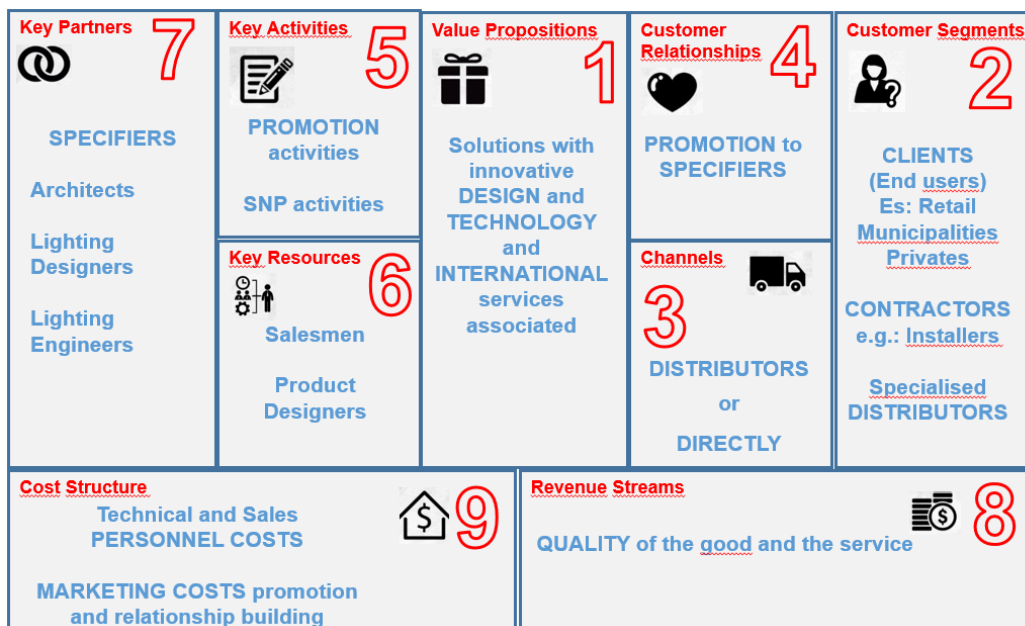 Key Partners
7
SPECIFIERS
Architects
Lighting
Designers
Lighting
Engineers
Key Activities
5
PROMOTION
activities
SNP activities
Key Resources
6
Salesmen
Product
Designers
Value Propositions
1
Solutions with
innovative
DESIGN and
TECHNOLOGY
and
INTERNATIONAL
services
associated
Customer
Relationships
4
PROMOTION to
SPECIFIERS
Channels
3
DISTRIBUTORS
or
DIRECTLY
Customer Segments
2
?
CLIENTS
(End users)
Es: Retail
Municipalities
Privates
CONTRACTORS
e.g.: Installers
Specialised
DISTRIBUTORS
Cost Structure
$
9
Technical and Sales
PERSONNEL COSTS
MARKETING COSTS promotion
and relationship building
Revenue Streams
$
8
QUALITY of the good and the service